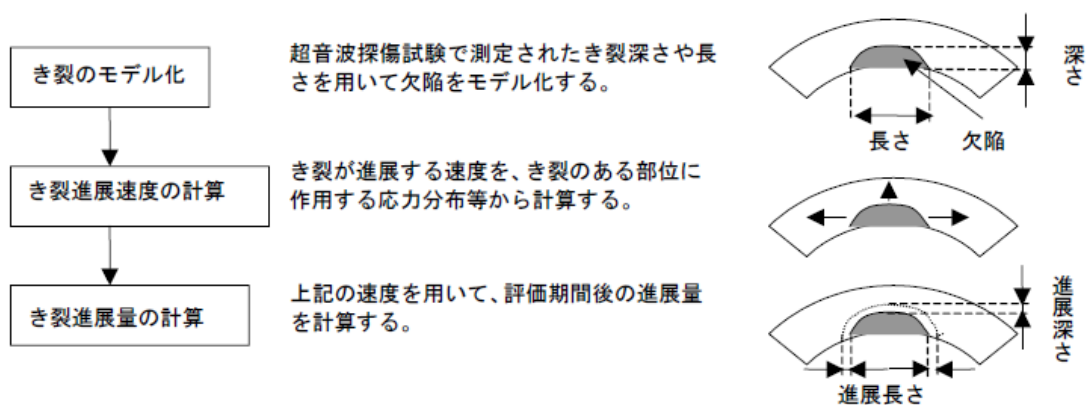 き裂のモデル化
超音波探傷試験で測定されたき裂深さや長
さを用いて欠陥をモデル化する。
深さ
長さ
欠陥
き裂進展速度の計算
き裂が進展する速度を、き裂のある部位に
作用する応力分布等から計算する。
き裂進展量の計算
上記の速度を用いて、評価期間後の進展量
を計算する。
進展深さ
進展長さ